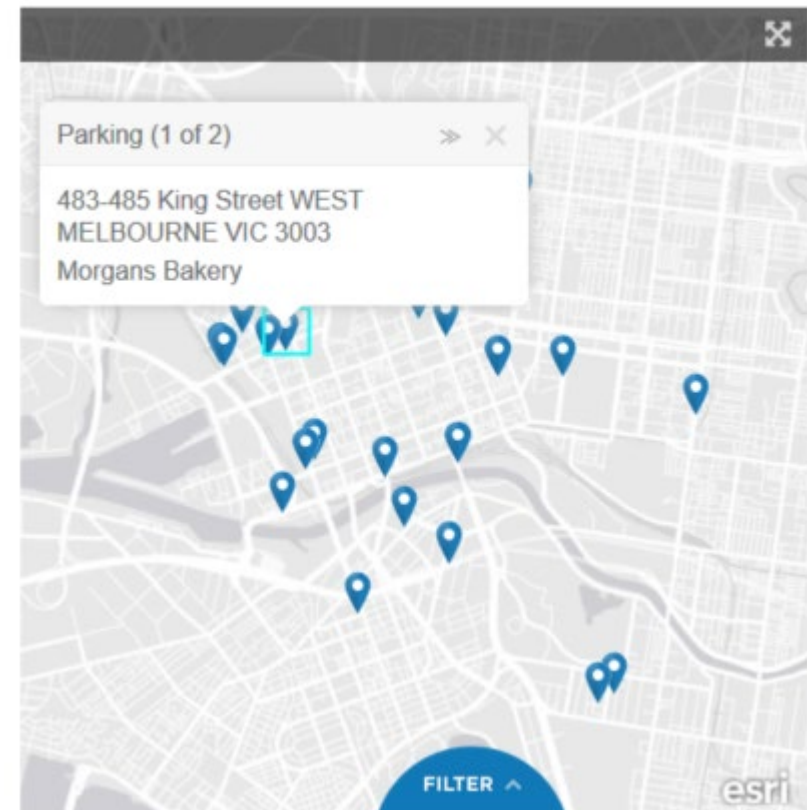 Parking (1 of 2)
483-485 King Street WEST
MELBOURNE VIC 3003
Morgans Bakery
FILTER
esri